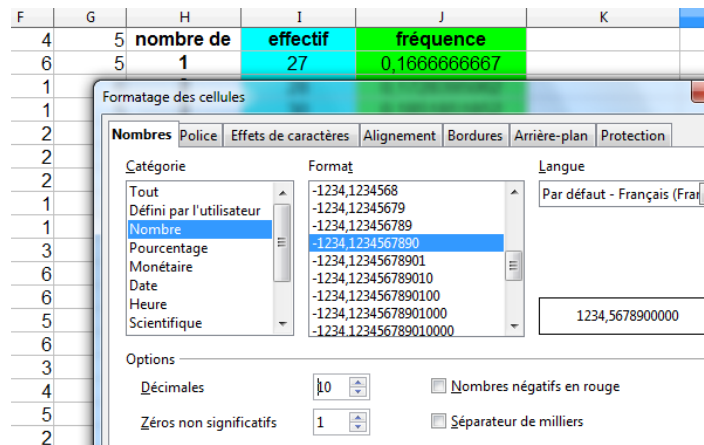 F G H I J K
4 5 nombre de effectif fréquence
6 5 1 27 0,1666666667
1
Formatage des cellules
1
2 Nombres Police Effets de caractères Alignement Bordures Arrière-plan Protection
2 Catégorie Format Langue
2 Tout -1234,1234568 Par défaut - Français (Fran
1 Défini par l'utilisateur -1234,12345679
1 Nombre -1234,123456789
3 Pourcentage -1234,1234567890
6 Monétaire -1234,12345678901
6 Date -1234,123456789010
5 Heure -1234,1234567890100
6 Scientifique -1234,12345678901000
-1234,123456789010000
1234,5678900000
3 Options
4 Décimales 10 Nombres négatifs en rouge
5 Zéros non significatifs 1 Séparateur de milliers
2